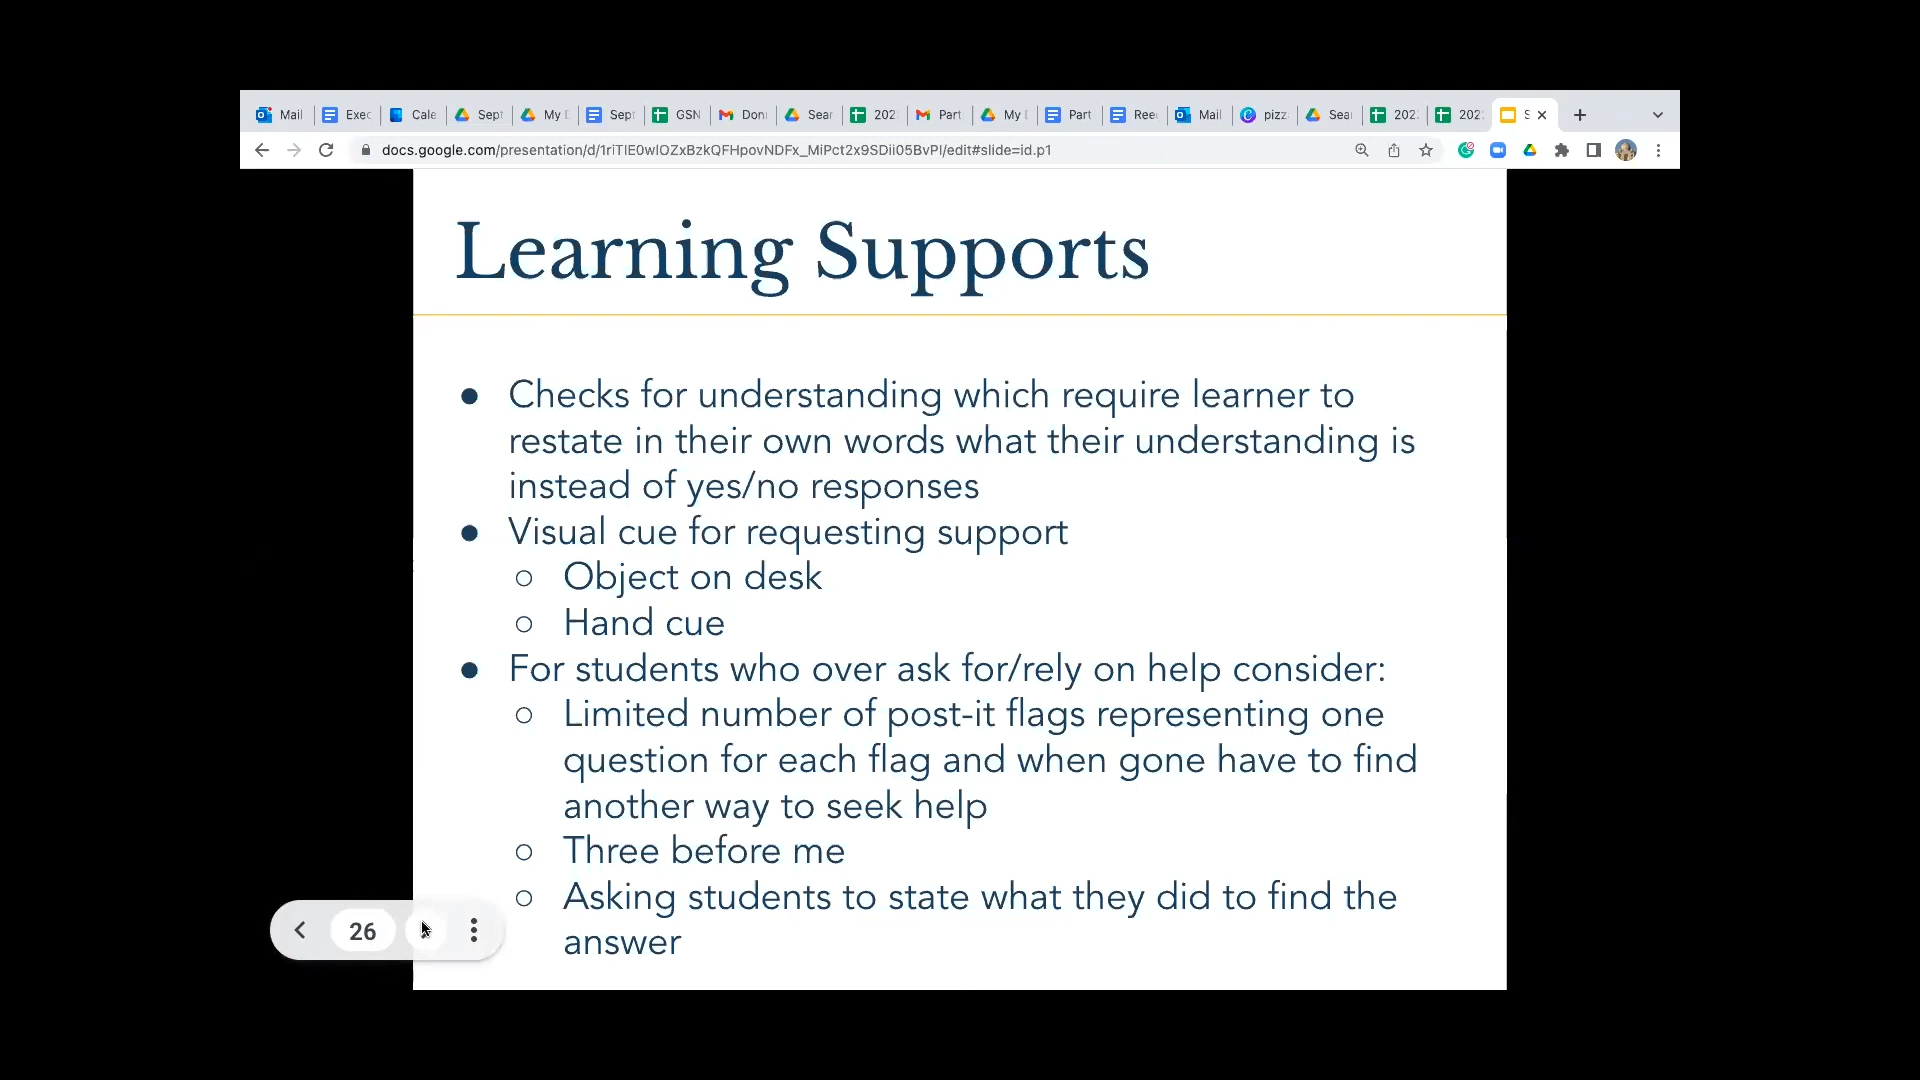 Mail Exec Cale Sept My D Sept GSN Don Sear 202 Part My D Part Ree Mail pizz Sea 202 202 S
docs.google.com/presentation/d/1riTlE0wlOZxBzkQFHpovNDFx_MiPct2x9SDii05BvPI/edit#slide=id.p1
Learning Supports
● Checks for understanding which require learner to
restate in their own words what their understanding is
instead of yes/no responses
● Visual cue for requesting support
○ Object on desk
○ Hand cue
● For students who over ask for/rely on help consider:
○ Limited number of post-it flags representing one
question for each flag and when gone have to find
another way to seek help
○ Three before me
○ Asking students to state what they did to find the
answer
26